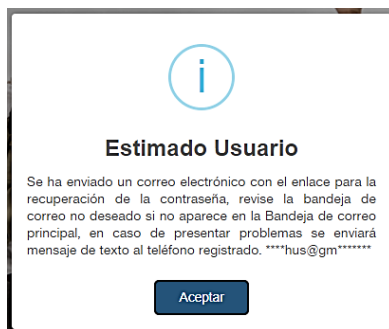 i
Estimado Usuario
Se ha enviado un correo electrónico con el enlace para la
recuperación de la contraseña, revise la bandeja de
correo no deseado si no aparece en la Bandeja de correo
principal, en caso de presentar problemas se enviará
mensaje de texto al teléfono registrado. ****hus@gm*******
Aceptar